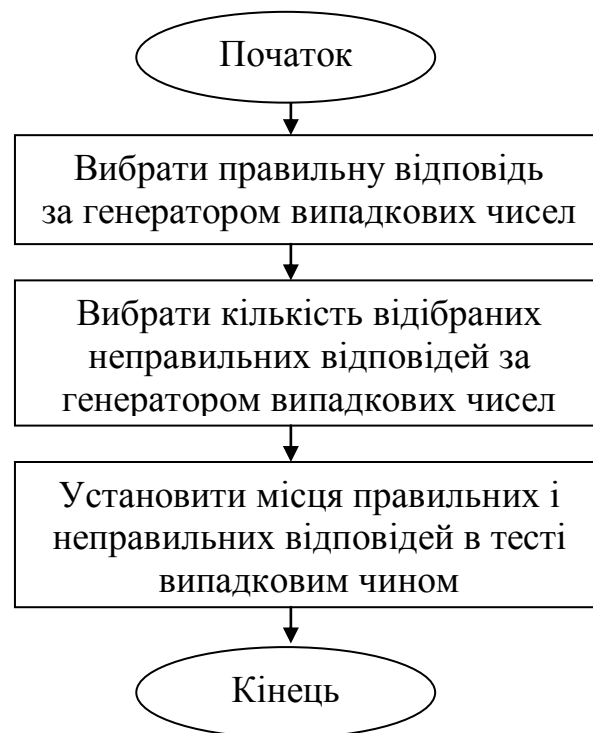 Початок
Вибрати правильну відповідь
за генератором випадкових чисел
Вибрати кількість відібраних
неправильних відповідей за
генератором випадкових чисел
Установити місця правильних і
неправильних відповідей в тесті
випадковим чином
Кінець